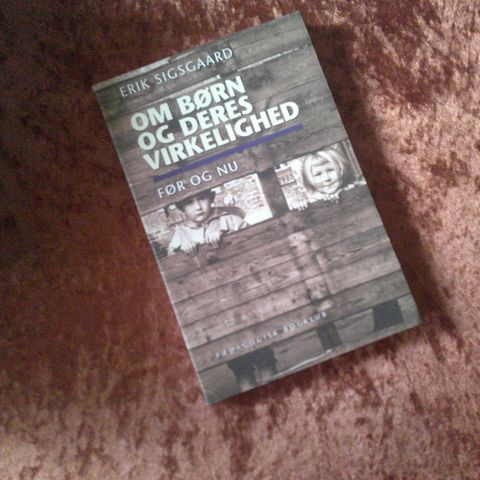 ERIK SIGSGAARD
OM BØRN
OG DERES
VIRKELIGHED
FØR OG NU
PÆDAGOGISK BOGKLUB